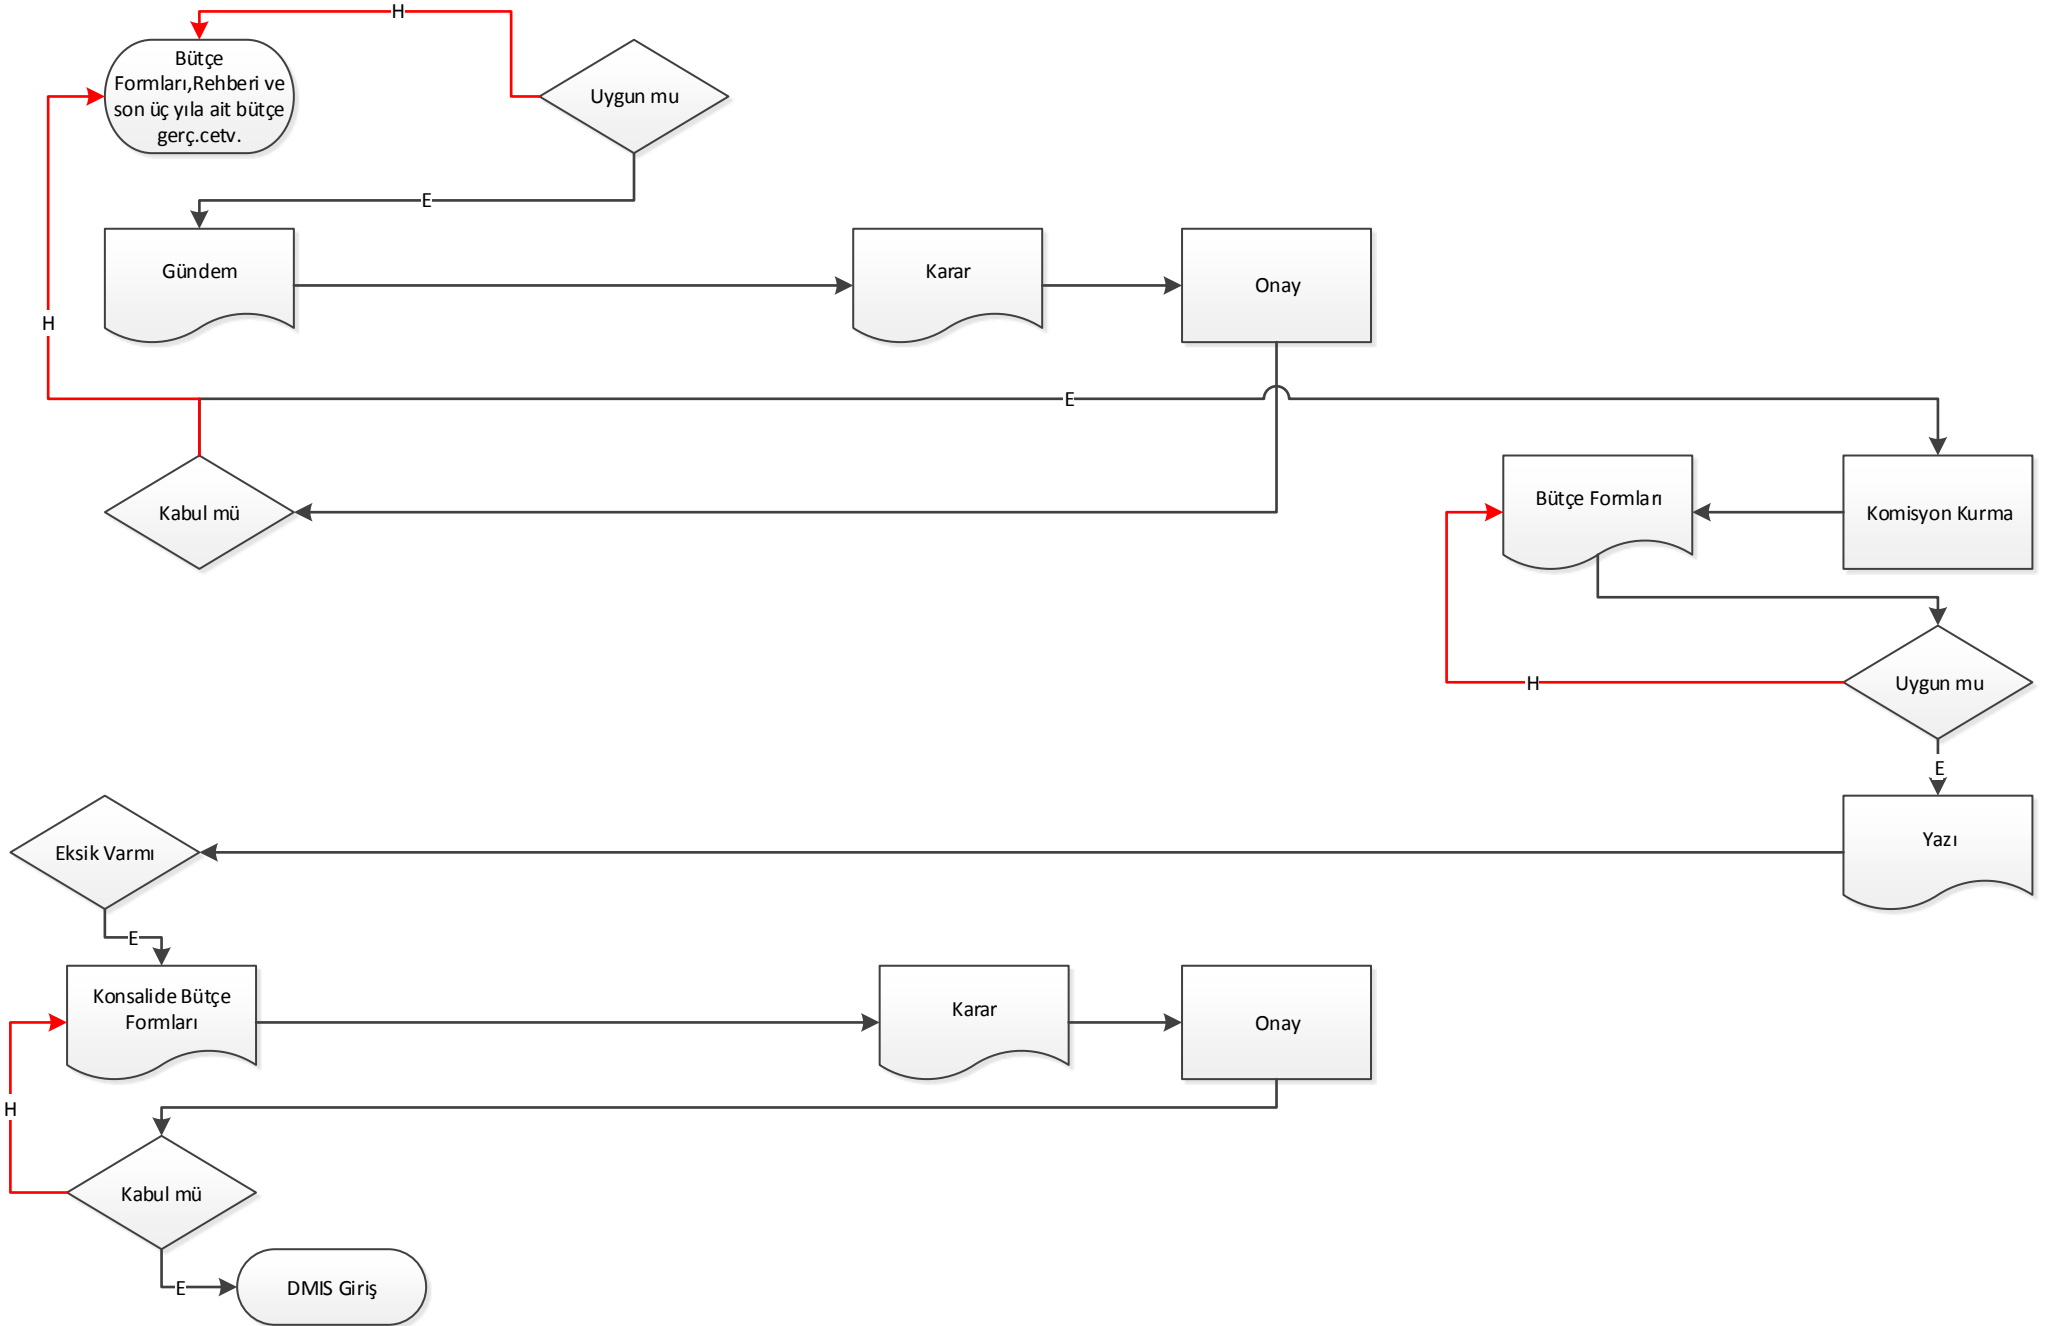 H
Bütçe
Formları,Rehberi ve
son üç yıla ait bütçe
gerç.cetv.
Uygun mu
E
Gündem
Karar
Onay
H
E
Kabul mü
Bütçe Formları
Komisyon Kurma
H
Uygun mu
E
Eksik Varmı
Yazı
E
Konsalide Bütçe
Formları
Karar
Onay
H
Kabul mü
E
DMIS Giriş